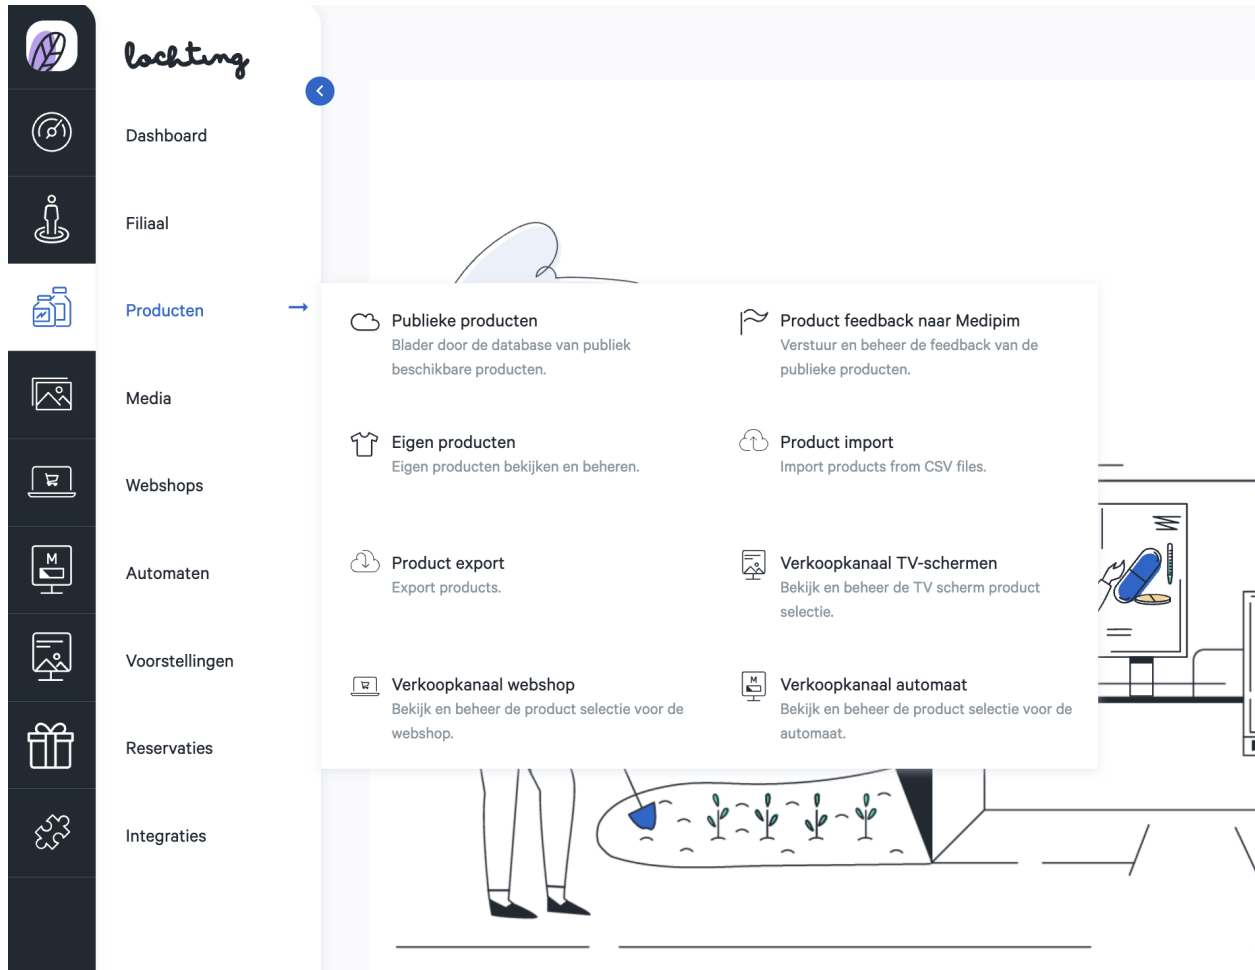 lochting
Dashboard
Filiaal
Producten
Media
Webshops
M
Automaten
Voorstellingen
Reservaties
Integraties
Publieke producten
Blader door de database van publiek
beschikbare producten.
Product feedback naar Medipim
Verstuur en beheer de feedback van de
publieke producten.
Eigen producten
Eigen producten bekijken en beheren.
Product import
Import products from CSV files.
Product export
Export products.
Verkoopkanaal TV-schermen
Bekijk en beheer de TV scherm product
selectie.
Verkoopkanaal webshop
Bekijk en beheer de product selectie voor de
webshop.
M
Verkoopkanaal automaat
Bekijk en beheer de product selectie voor de
automaat.